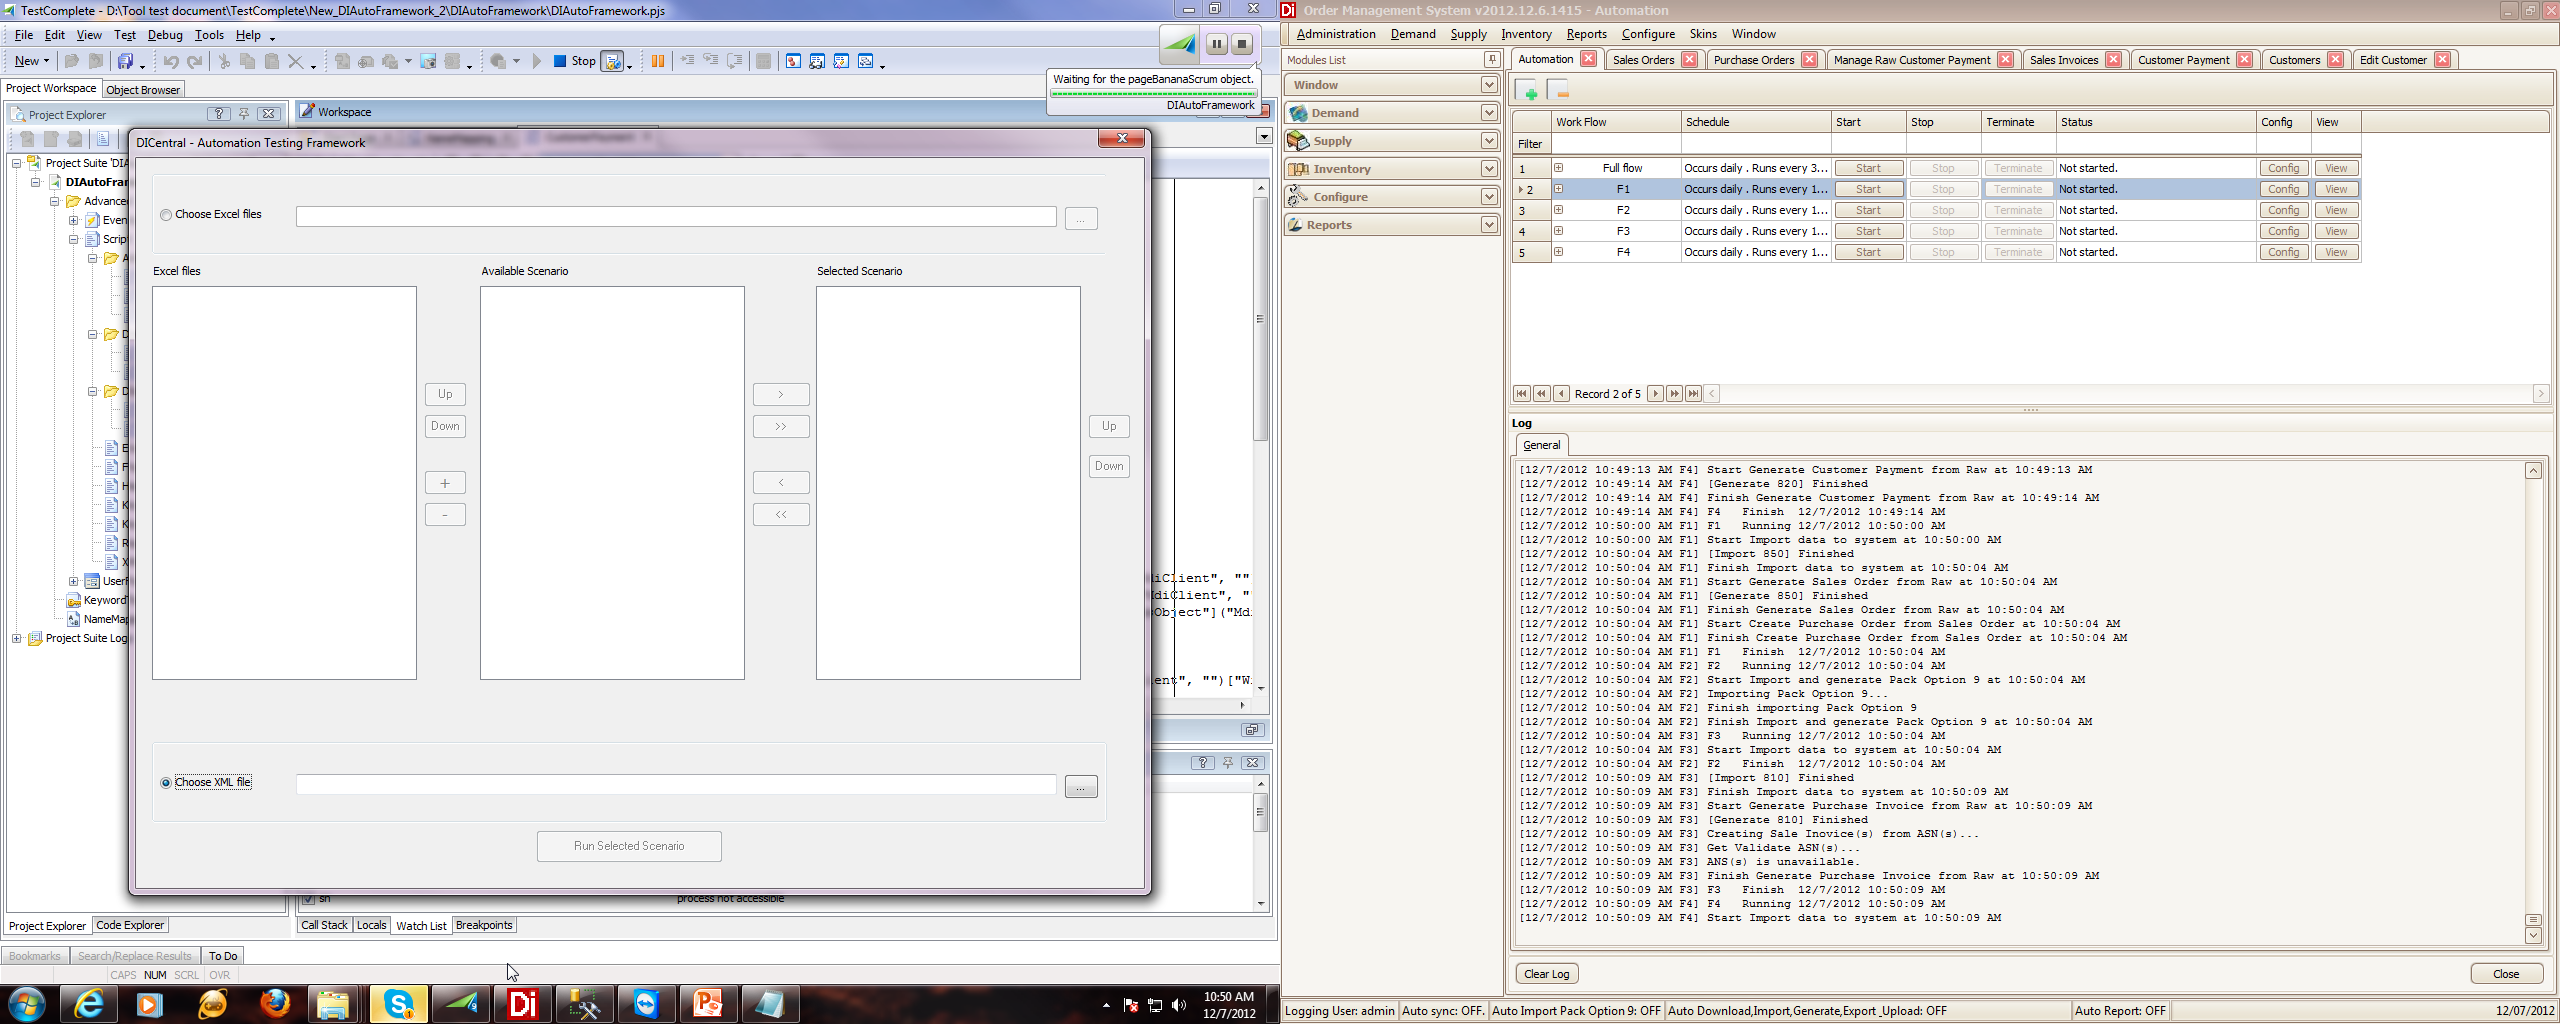 TestComplete - D:\Tool test document\TestComplete\New_DIAutoFramework_2\DIAutoFramework\DIAutoFramework.pjs
File Edit View Test Debug Tools Help
New Stop
Waiting for the pageBananaScrum object.
DIAutoFramework
Project Workspace Object Browser
Project Explorer
Workspace
Project Suite 'DIA
DIAutoFra
Advance
Even
Scrip
UserF
Keyword
NameMap
Project Suite Log
DICentral - Automation Testing Framework
Choose Excel files
...
Excel files Available Scenario Selected Scenario
Up > 
Down >> Up
Down
+ <
- <<
Choose XML file
...
Run Selected Scenario
diClient", ""
MdiClient", "
Object"]("Md
ent", "")["W
sh process not accessible
Project Explorer Code Explorer
Call Stack Locals Watch List Breakpoints
Bookmarks Search/Replace Results To Do
CAPS NUM SCRL OVR
10:50 AM
12/7/2012
Di Order Management System v2012.12.6.1415 - Automation
Administration Demand Supply Inventory Reports Configure Skins Window
Modules List
Window
Demand
Supply
Inventory
Configure
Reports
Automation Sales Orders Purchase Orders Manage Raw Customer Payment Sales Invoices Customer Payment Customers Edit Customer
Work Flow Schedule Start Stop Terminate Status Config View
Filter
1 Full flow Occurs daily . Runs every 3... Start Stop Terminate Not started. Config View
2 F1 Occurs daily . Runs every 1... Start Stop Terminate Not started. Config View
3 F2 Occurs daily . Runs every 1... Start Stop Terminate Not started. Config View
4 F3 Occurs daily . Runs every 1... Start Stop Terminate Not started. Config View
5 F4 Occurs daily . Runs every 1... Start Stop Terminate Not started. Config View
Record 2 of 5
Log
General
[12/7/2012 10:49:13 AM F4] Start Generate Customer Payment from Raw at 10:49:13 AM
[12/7/2012 10:49:14 AM F4] [Generate 820] Finished
[12/7/2012 10:49:14 AM F4] Finish Generate Customer Payment from Raw at 10:49:14 AM
[12/7/2012 10:49:14 AM F4] F4 Finish 12/7/2012 10:49:14 AM
[12/7/2012 10:50:00 AM F1] F1 Running 12/7/2012 10:50:00 AM
[12/7/2012 10:50:00 AM F1] Start Import data to system at 10:50:00 AM
[12/7/2012 10:50:04 AM F1] [Import 850] Finished
[12/7/2012 10:50:04 AM F1] Finish Import data to system at 10:50:04 AM
[12/7/2012 10:50:04 AM F1] Start Generate Sales Order from Raw at 10:50:04 AM
[12/7/2012 10:50:04 AM F1] [Generate 850] Finished
[12/7/2012 10:50:04 AM F1] Finish Generate Sales Order from Raw at 10:50:04 AM
[12/7/2012 10:50:04 AM F1] Start Create Purchase Order from Sales Order at 10:50:04 AM
[12/7/2012 10:50:04 AM F1] Finish Create Purchase Order from Sales Order at 10:50:04 AM
[12/7/2012 10:50:04 AM F1] F1 Finish 12/7/2012 10:50:04 AM
[12/7/2012 10:50:04 AM F2] F2 Running 12/7/2012 10:50:04 AM
[12/7/2012 10:50:04 AM F2] Start Import and generate Pack Option 9 at 10:50:04 AM
[12/7/2012 10:50:04 AM F2] Importing Pack Option 9...
[12/7/2012 10:50:04 AM F2] Finish importing Pack Option 9
[12/7/2012 10:50:04 AM F2] Finish Import and generate Pack Option 9 at 10:50:04 AM
[12/7/2012 10:50:04 AM F3] F3 Running 12/7/2012 10:50:04 AM
[12/7/2012 10:50:04 AM F3] Start Import data to system at 10:50:04 AM
[12/7/2012 10:50:04 AM F2] F2 Finish 12/7/2012 10:50:04 AM
[12/7/2012 10:50:09 AM F3] [Import 810] Finished
[12/7/2012 10:50:09 AM F3] Finish Import data to system at 10:50:09 AM
[12/7/2012 10:50:09 AM F3] Start Generate Purchase Invoice from Raw at 10:50:09 AM
[12/7/2012 10:50:09 AM F3] [Generate 810] Finished
[12/7/2012 10:50:09 AM F3] Creating Sale Inovice(s) from ASN(s)...
[12/7/2012 10:50:09 AM F3] Get Validate ASN(s)...
[12/7/2012 10:50:09 AM F3] ANS(s) is unavailable.
[12/7/2012 10:50:09 AM F3] Finish Generate Purchase Invoice from Raw at 10:50:09 AM
[12/7/2012 10:50:09 AM F3] F3 Finish 12/7/2012 10:50:09 AM
[12/7/2012 10:50:09 AM F4] F4 Running 12/7/2012 10:50:09 AM
[12/7/2012 10:50:09 AM F4] Start Import data to system at 10:50:09 AM
Clear Log Close
Logging User: admin Auto sync: OFF. Auto Import Pack Option 9: OFF Auto Download,Import,Generate,Export_Upload: OFF Auto Report: OFF 12/07/2012